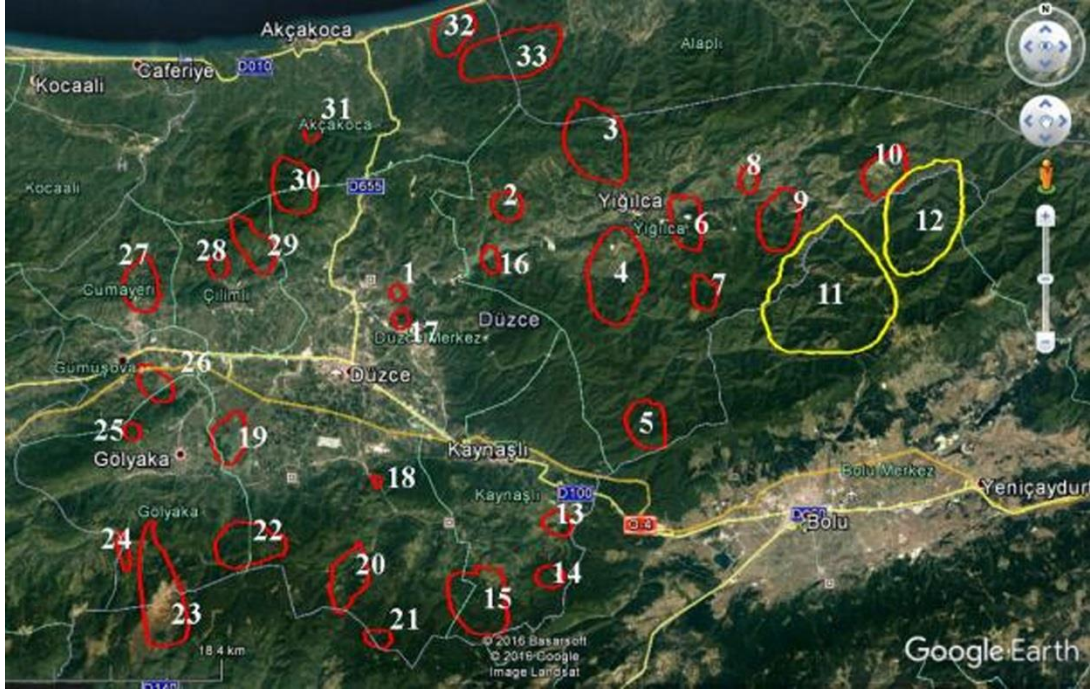 Akçakoca
32
33
Alaplı
N
Caferiye
D010
Kocaali
31
Akçakoca
3
8
10
30
D655
2
Yığılca
9
Kocaali
6
Yığılca
12
27
28
29
16
4
7
11
Cumayeri
Çilimli
1
17
Düzce
Düzce Merkez
Gümüşova
26
Düzce
5
25
19
Gölyaka
Kaynaşlı
Bolu Merkez
18
Kaynaşlı
D100
Yeniçaydurt
Gölyaka
13
O-4
Bolu
24
22
20
14
23
15
21
18.4 km
© 2016 Basarsoft
© 2016 Google
Image Landsat
Google Earth